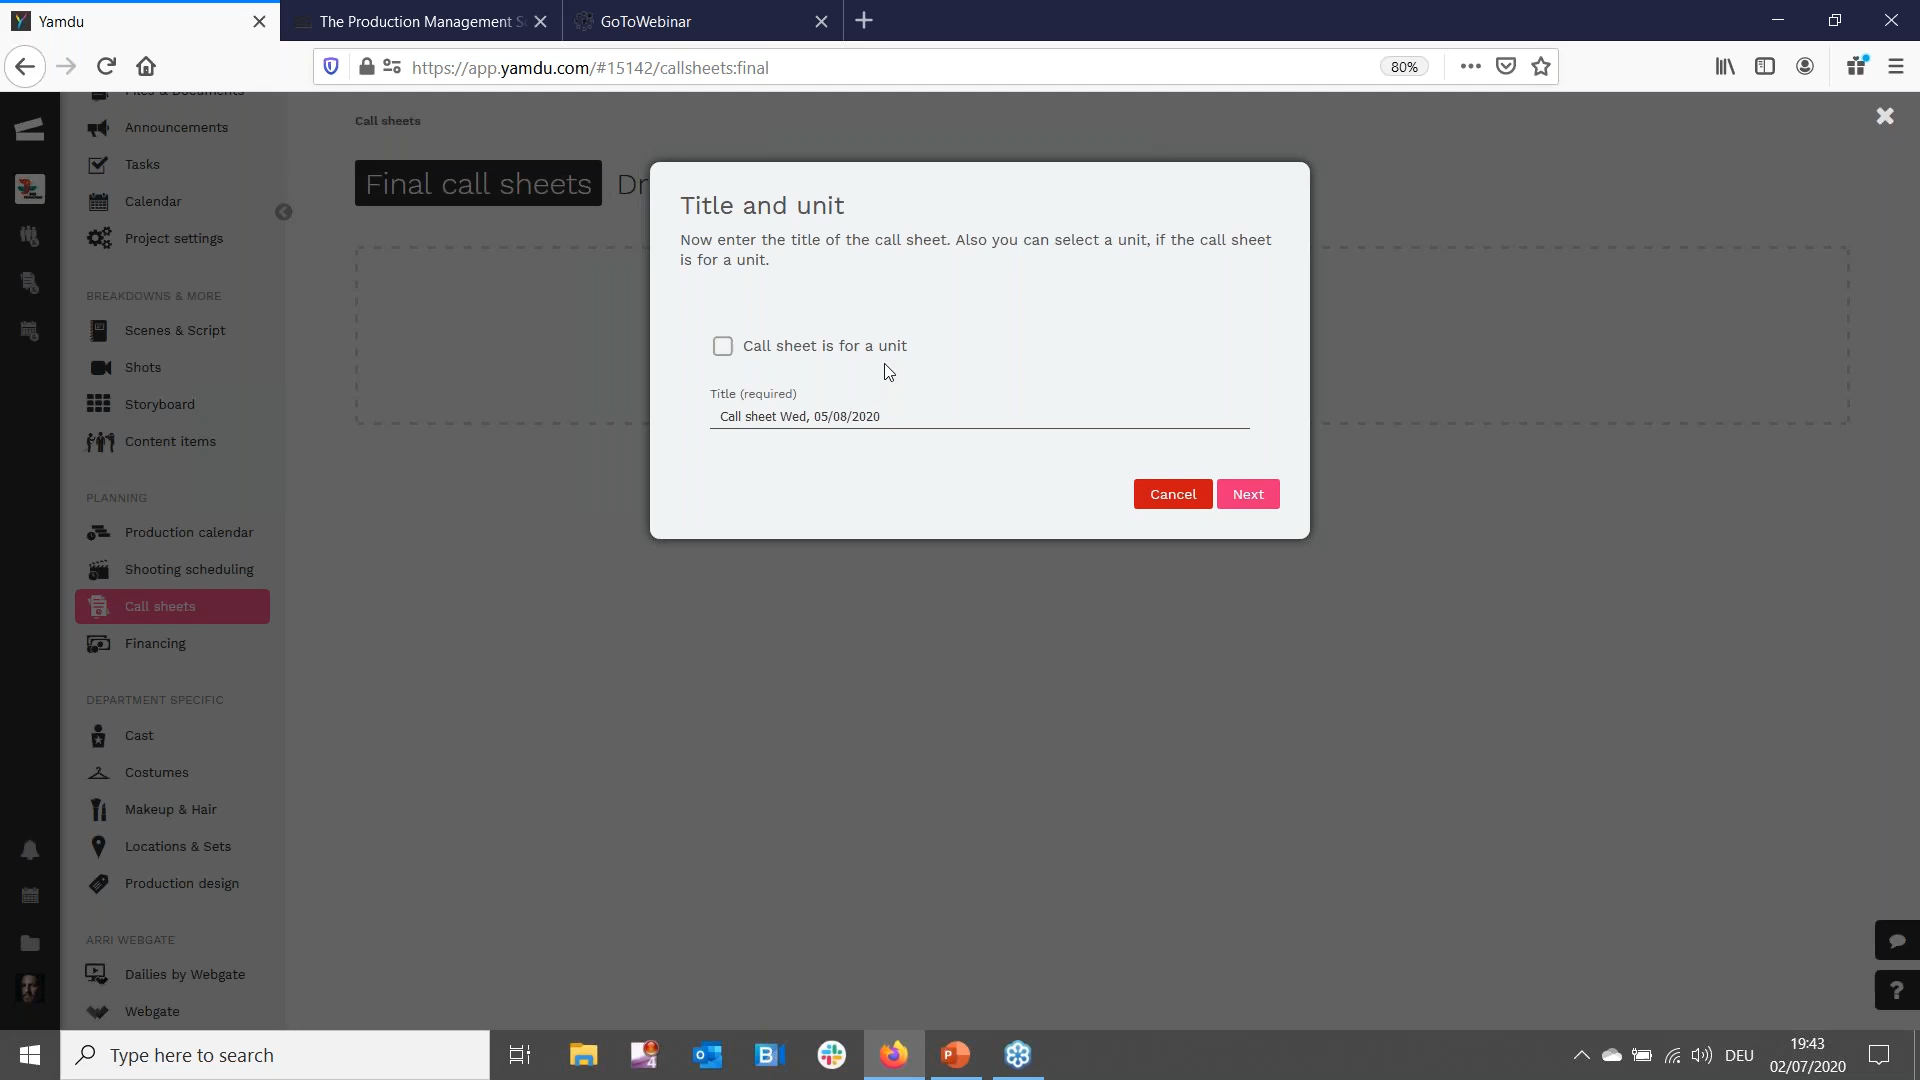 Yamdu
The Production Management S
GoToWebinar
https://app.yamdu.com/#15142/callsheets:final
80%
Files & Documents
Announcements
Tasks
Calendar
Project settings
BREAKDOWNS & MORE
Scenes & Script
Shots
Storyboard
Content items
PLANNING
Production calendar
Shooting scheduling
Call sheets
Financing
DEPARTMENT SPECIFIC
Cast
Costumes
Makeup & Hair
Locations & Sets
Production design
ARRI WEBGATE
Dailies by Webgate
Webgate
Call sheets
Final call sheets
Dr
Title and unit
Now enter the title of the call sheet. Also you can select a unit, if the call sheet
is for a unit.
Call sheet is for a unit
Title (required)
Call sheet Wed, 05/08/2020
Cancel
Next
Type here to search
DEU
19:43
02/07/2020